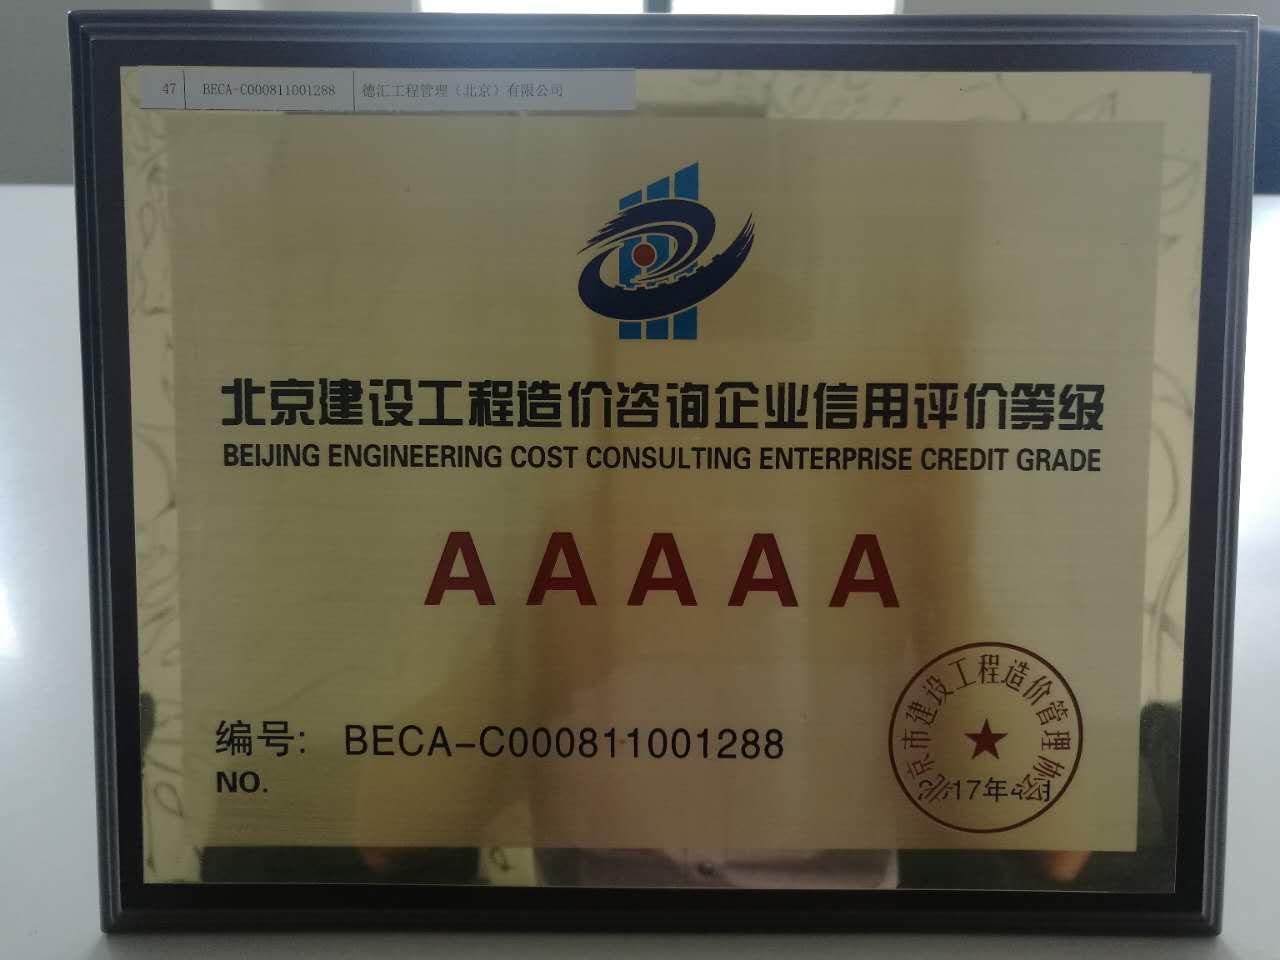 47 BECA-C000811001288 德汇工程管理（北京）有限公司
北京建设工程造价咨询企业信用评价等级
BEIJING ENGINEERING COST CONSULTING ENTERPRISE CREDIT GRADE
AAAAA
编号: BECA-C000811001288
NO.
北京市建设工程造价管理协会
17年4月